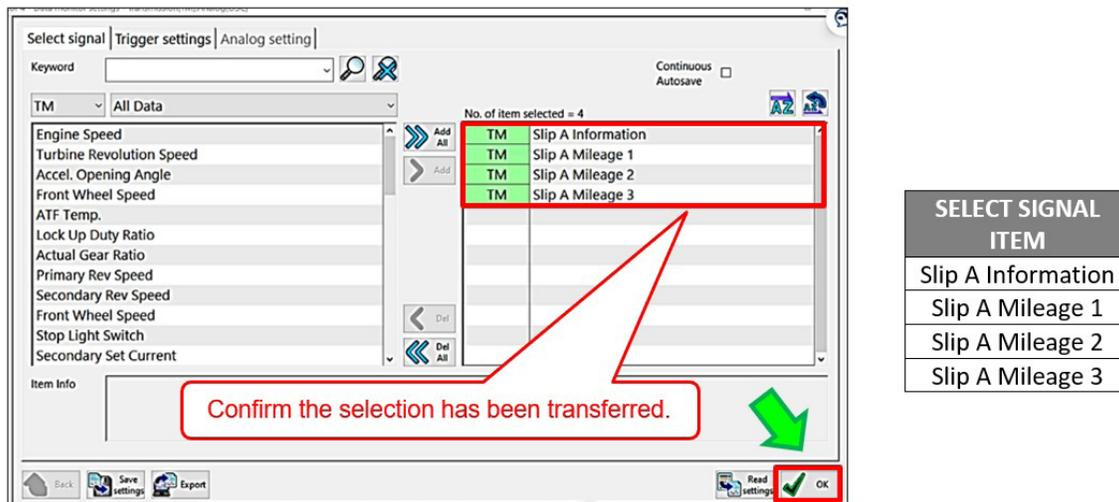 Select signal Trigger settings Analog setting
Keyword
Continuous
Autosave
TM All Data
No. of item selected = 4
Engine Speed
Turbine Revolution Speed
Accel. Opening Angle
Front Wheel Speed
ATF Temp.
Lock Up Duty Ratio
Actual Gear Ratio
Primary Rev Speed
Secondary Rev Speed
Front Wheel Speed
Stop Light Switch
Secondary Set Current
Add
All
Add
Del
Del
All
AZ AZ
TM Slip A Information
TM Slip A Mileage 1
TM Slip A Mileage 2
TM Slip A Mileage 3
Item Info
Confirm the selection has been transferred.
Back
Save
settings
Export
Read
settings
OK
SELECT SIGNAL
ITEM
Slip A Information
Slip A Mileage 1
Slip A Mileage 2
Slip A Mileage 3